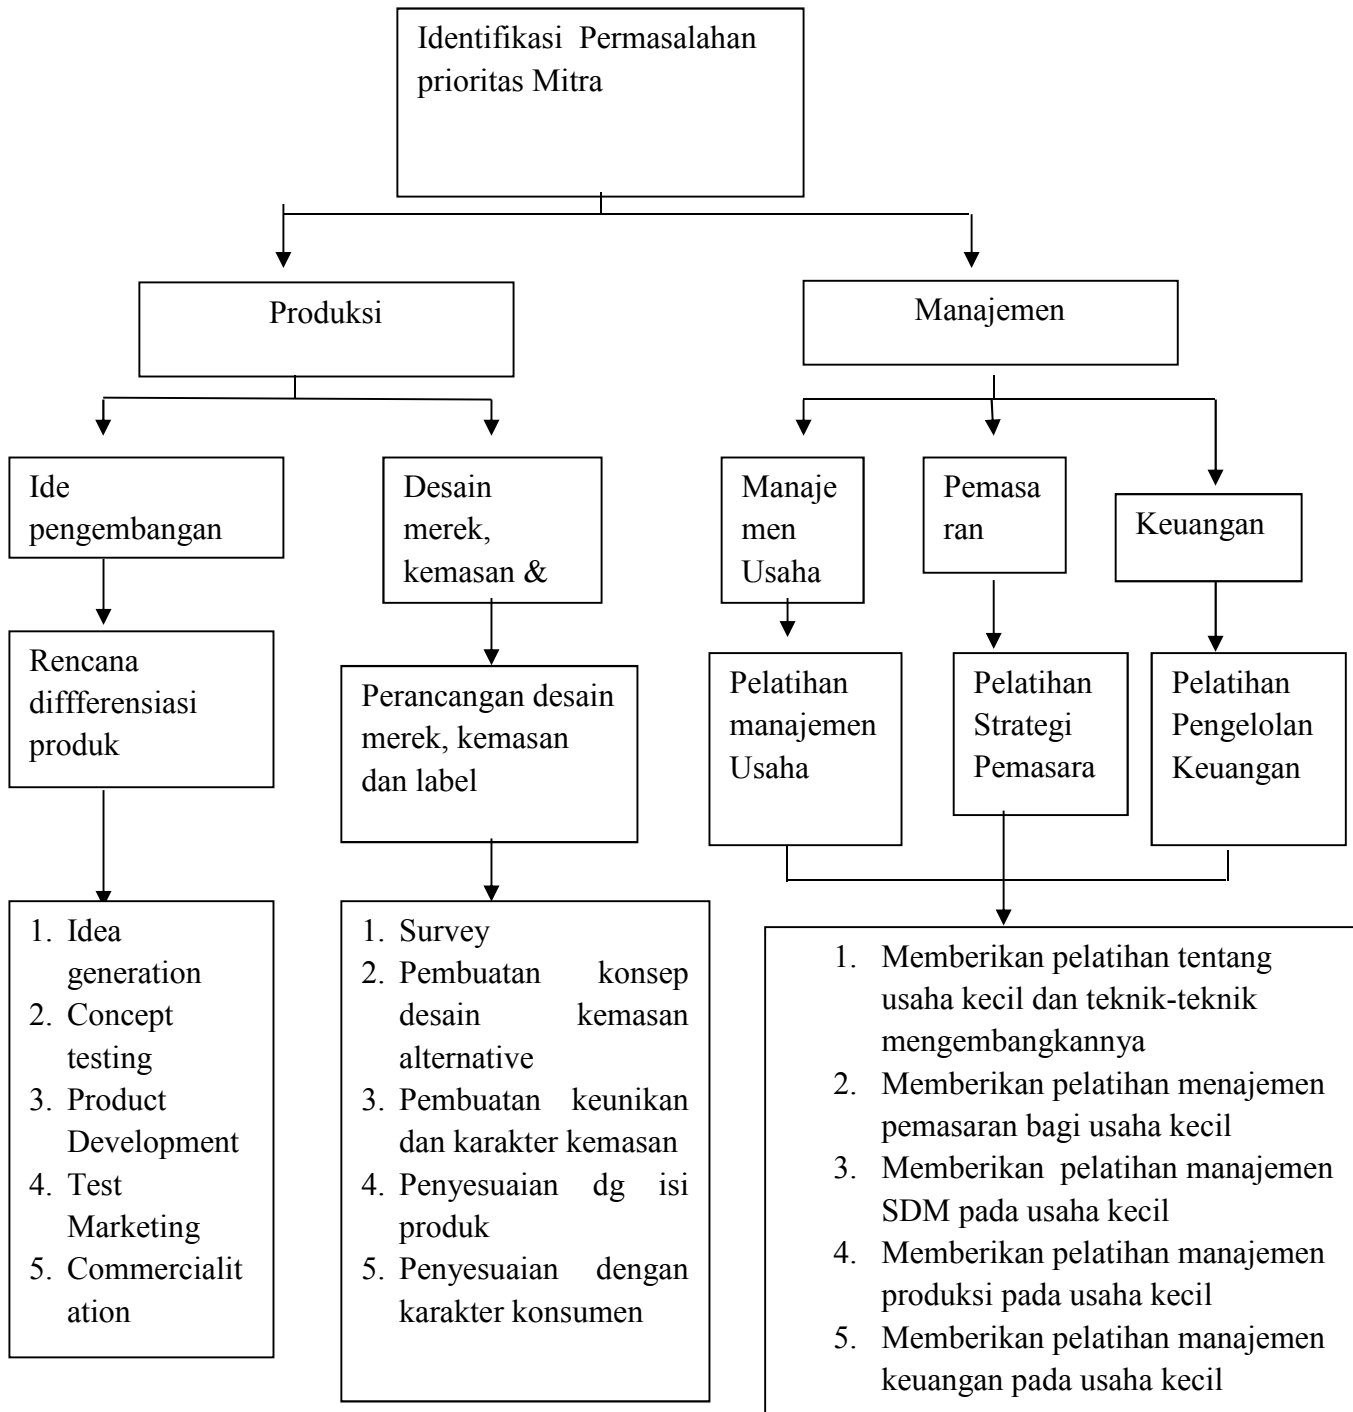 Identifikasi Permasalahan
prioritas Mitra
Produksi
Manajemen
Ide
pengembangan
Desain
merek,
kemasan &
Manaje
men
Usaha
Pemasa
ran
Keuangan
Rencana
diffferensiasi
produk
Perancangan desain
merek, kemasan
dan label
Pelatihan
manajemen
Usaha
Pelatihan
Strategi
Pemasara
Pelatihan
Pengelolan
Keuangan
1. Idea
generation
2. Concept
testing
3. Product
Development
4. Test
Marketing
5. Commercialit
ation
1. Survey
2. Pembuatan konsep
desain kemasan
alternative
3. Pembuatan keunikan
dan karakter kemasan
4. Penyesuaian dg isi
produk
5. Penyesuaian dengan
karakter konsumen
1. Memberikan pelatihan tentang
usaha kecil dan teknik-teknik
mengembangkannya
2. Memberikan pelatihan menajemen
pemasaran bagi usaha kecil
3. Memberikan pelatihan manajemen
SDM pada usaha kecil
4. Memberikan pelatihan manajemen
produksi pada usaha kecil
5. Memberikan pelatihan manajemen
keuangan pada usaha kecil